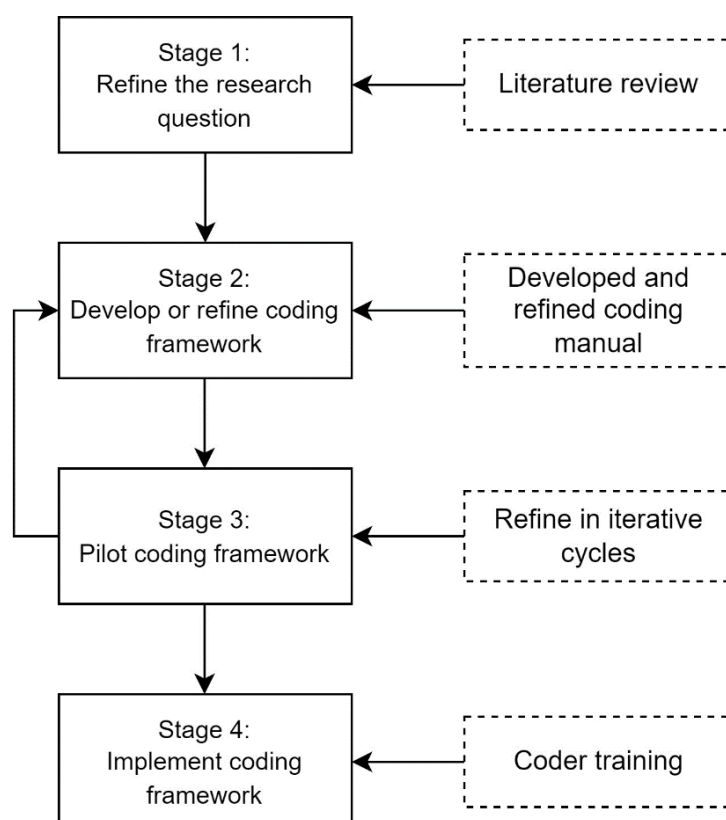 Stage 1:
Refine the research
question
Literature review
Stage 2:
Develop or refine coding
framework
Developed and
refined coding
manual
Stage 3:
Pilot coding framework
Refine in iterative
cycles
Stage 4:
Implement coding
framework
Coder training